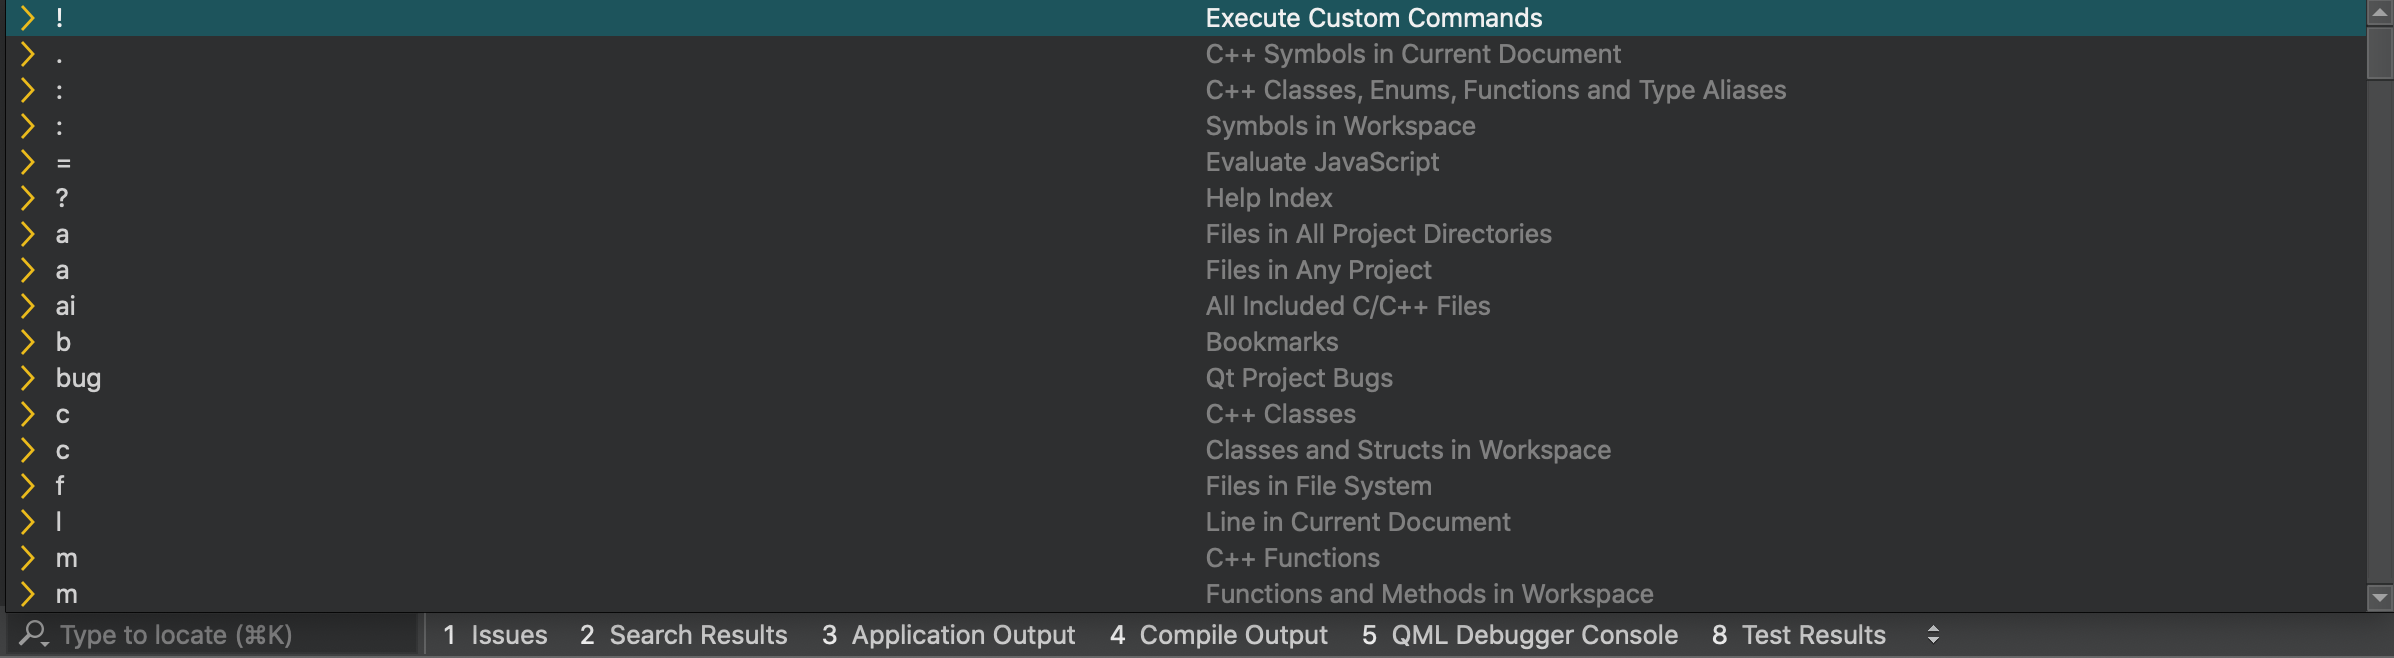 ! Execute Custom Commands
. C++ Symbols in Current Document
: C++ Classes, Enums, Functions and Type Aliases
: Symbols in Workspace
= Evaluate JavaScript
? Help Index
a Files in All Project Directories
a Files in Any Project
ai All Included C/C++ Files
b Bookmarks
bug Qt Project Bugs
c C++ Classes
c Classes and Structs in Workspace
f Files in File System
l Line in Current Document
m C++ Functions
m Functions and Methods in Workspace
Type to locate (⌘K) 1 Issues 2 Search Results 3 Application Output 4 Compile Output 5 QML Debugger Console 8 Test Results